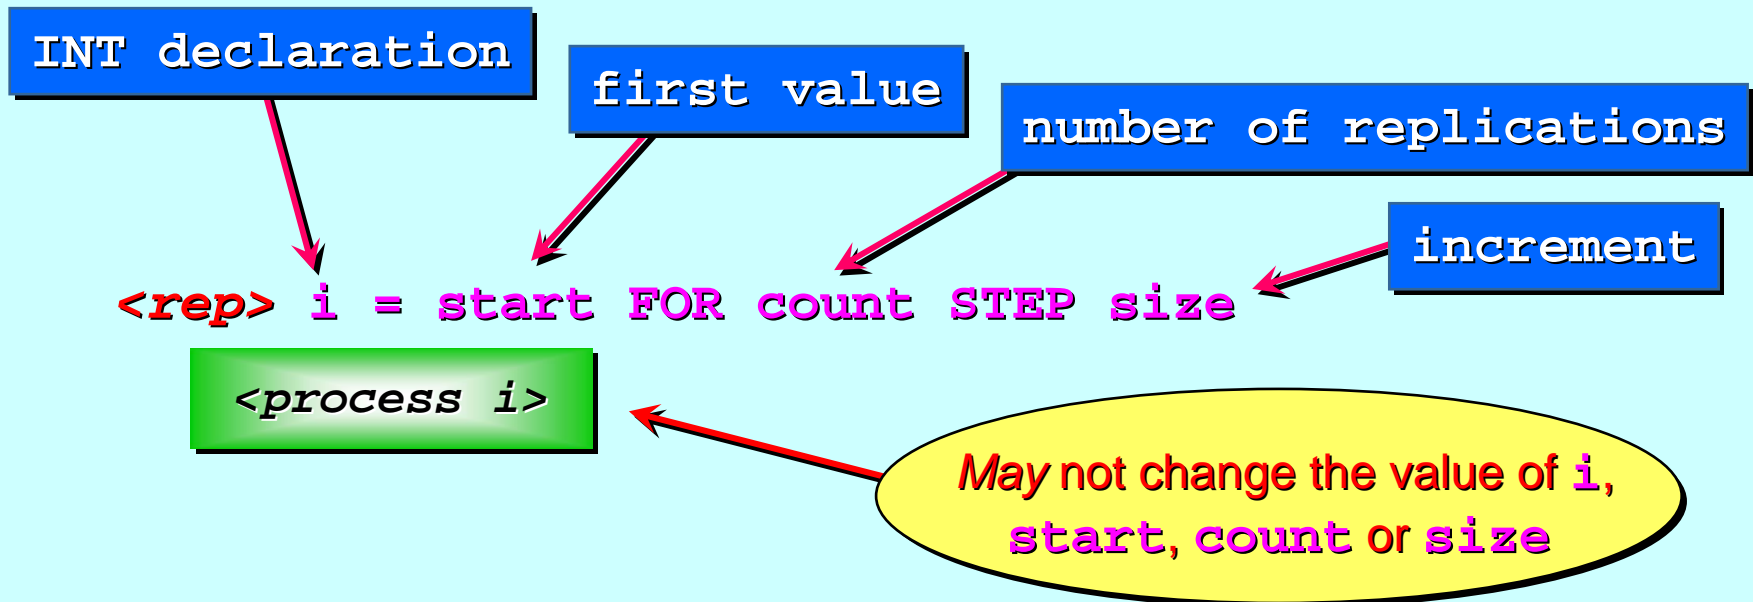 INT declaration
first value
number of replications
increment
<rep> i = start FOR count STEP size
<process i>
May not change the value of i,
start, count or size